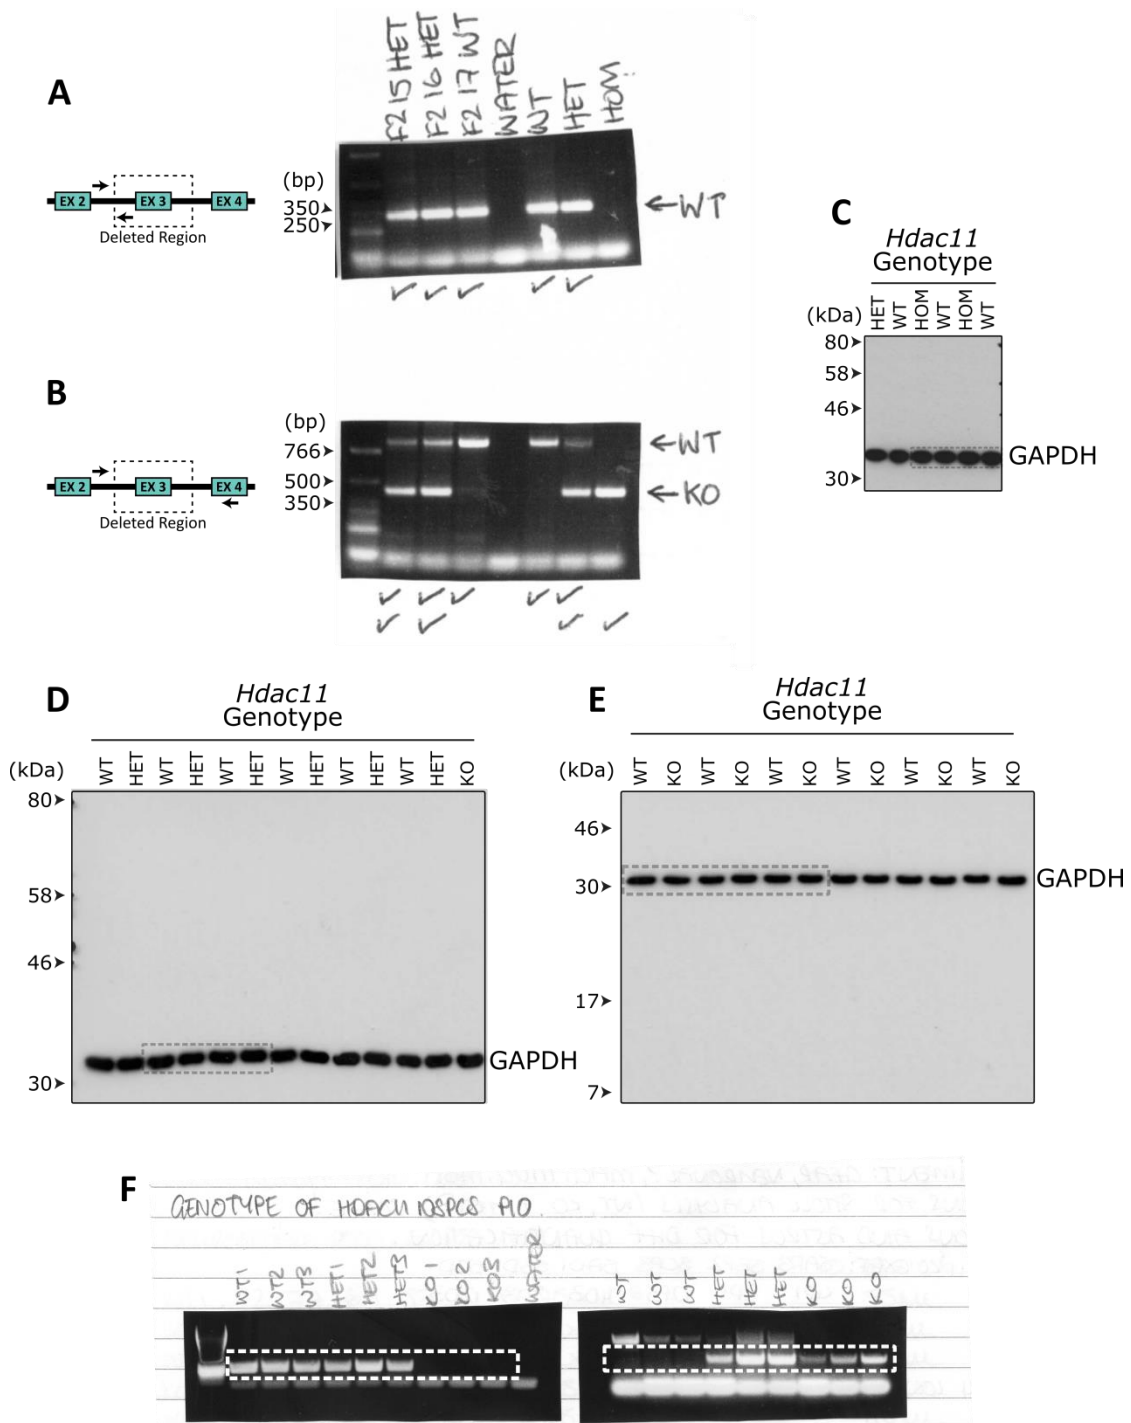 A
F2 15 HET
F2 16 HET
F2 17 WT
WATER
WT
HET
HOM
EX 2
EX 3
EX 4
Deleted Region
(bp)
350
250
←WT
B
EX 2
EX 3
EX 4
Deleted Region
(bp)
766
500
350
←WT
←KO
C
Hdac11
Genotype
(kDa)
HET WT HOM WT HOM WT
80
58
46
30
GAPDH
D
Hdac11
Genotype
(kDa)
WT HET WT HET WT HET WT HET WT HET WT HET KO
80
58
46
30
GAPDH
E
Hdac11
Genotype
(kDa)
WT KO WT KO WT KO WT KO WT KO WT KO
46
30
17
7
GAPDH
F
GENOTYPE OF HDAC11 NSPCS P10.
WT1 WT2 WT3 HET1 HET2 HET3 KO1 KO2 KO3 WATER
WT WT WT HET HET HET KO KO KO